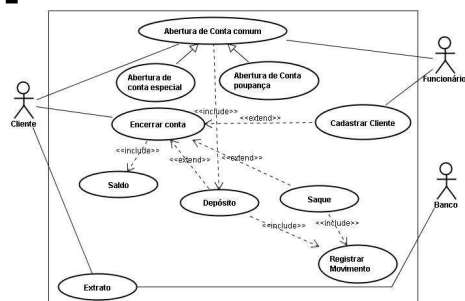 Abertura de Conta comum
Abertura de
conta especial
Abertura de Conta
poupança
Funcionário
Cliente
<<include>>
Encerrar conta
<<extend>>
Cadastrar Cliente
<<include>>
<<extend>>
<<extend>>
Saldo
Depósito
Saque
Banco
<<include>>
<<include>>
Registrar
Movimento
Extrato